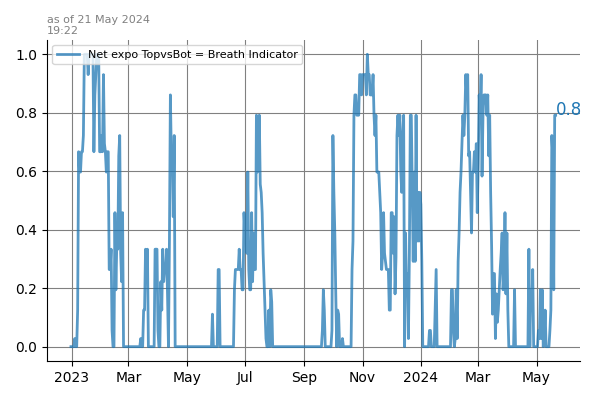 as of 21 May 2024
19:22
Net expo TopvsBot = Breath Indicator
1.0
0.8
0.8
0.6
0.4
0.2
0.0
2023 Mar May Jul Sep Nov 2024 Mar May